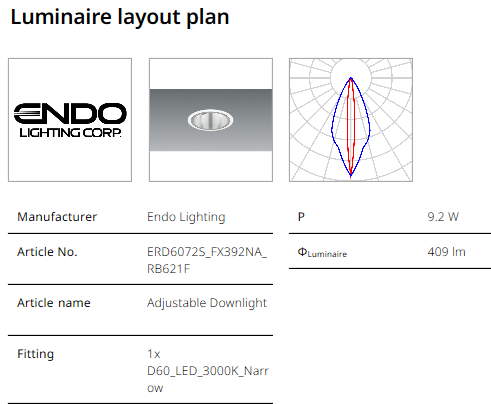 Luminaire layout plan
ENDO
LIGHTING CORP.
Manufacturer
Endo Lighting
Article No.
ERD6072S_FX392NA_
RB621F
Article name
Adjustable Downlight
Fitting
1x
D60_LED_3000K_Narr
ow
P
9.2 W
ΦLuminaire
409 lm